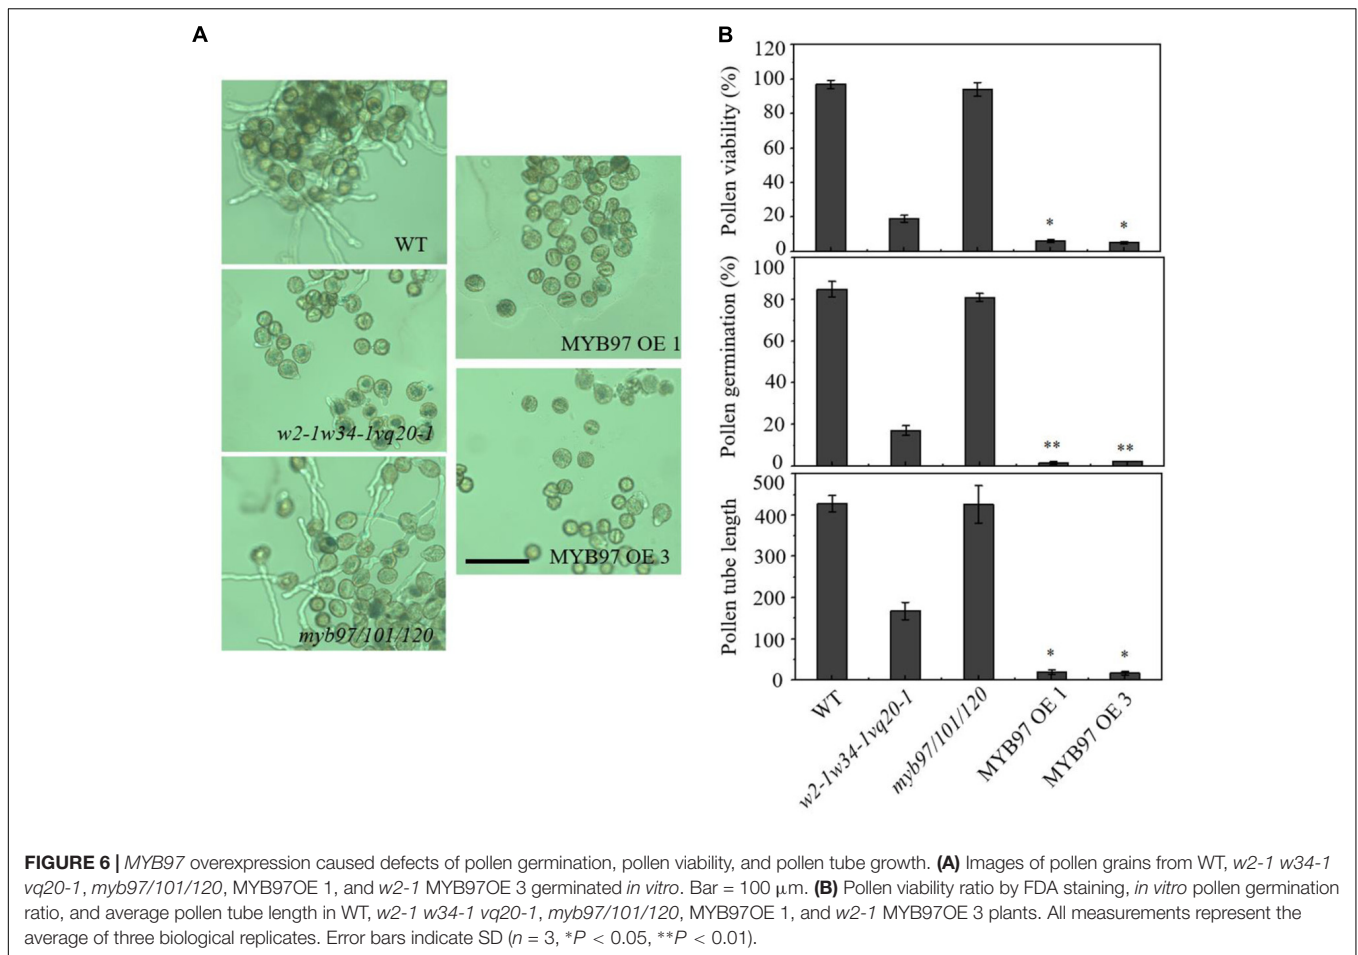 A
WT
w2-1w34-1vq20-1
myb97/101/120
MYB97 OE 1
MYB97 OE 3
B
Pollen viability (%)
120
100
80
60
40
20
0
*
*
Pollen germination (%)
100
80
60
40
20
0
**
**
Pollen tube length
500
400
300
200
100
0
*
*
WT
w2-1w34-1vq20-1
myb97/101/120
MYB97 OE 1
MYB97 OE 3
FIGURE 6 | MYB97 overexpression caused defects of pollen germination, pollen viability, and pollen tube growth. (A) Images of pollen grains from WT, w2-1 w34-1
vq20-1, myb97/101/120, MYB97OE 1, and w2-1 MYB97OE 3 germinated in vitro. Bar = 100 μm. (B) Pollen viability ratio by FDA staining, in vitro pollen germination
ratio, and average pollen tube length in WT, w2-1 w34-1 vq20-1, myb97/101/120, MYB97OE 1, and w2-1 MYB97OE 3 plants. All measurements represent the
average of three biological replicates. Error bars indicate SD (n = 3, *P < 0.05, **P < 0.01).